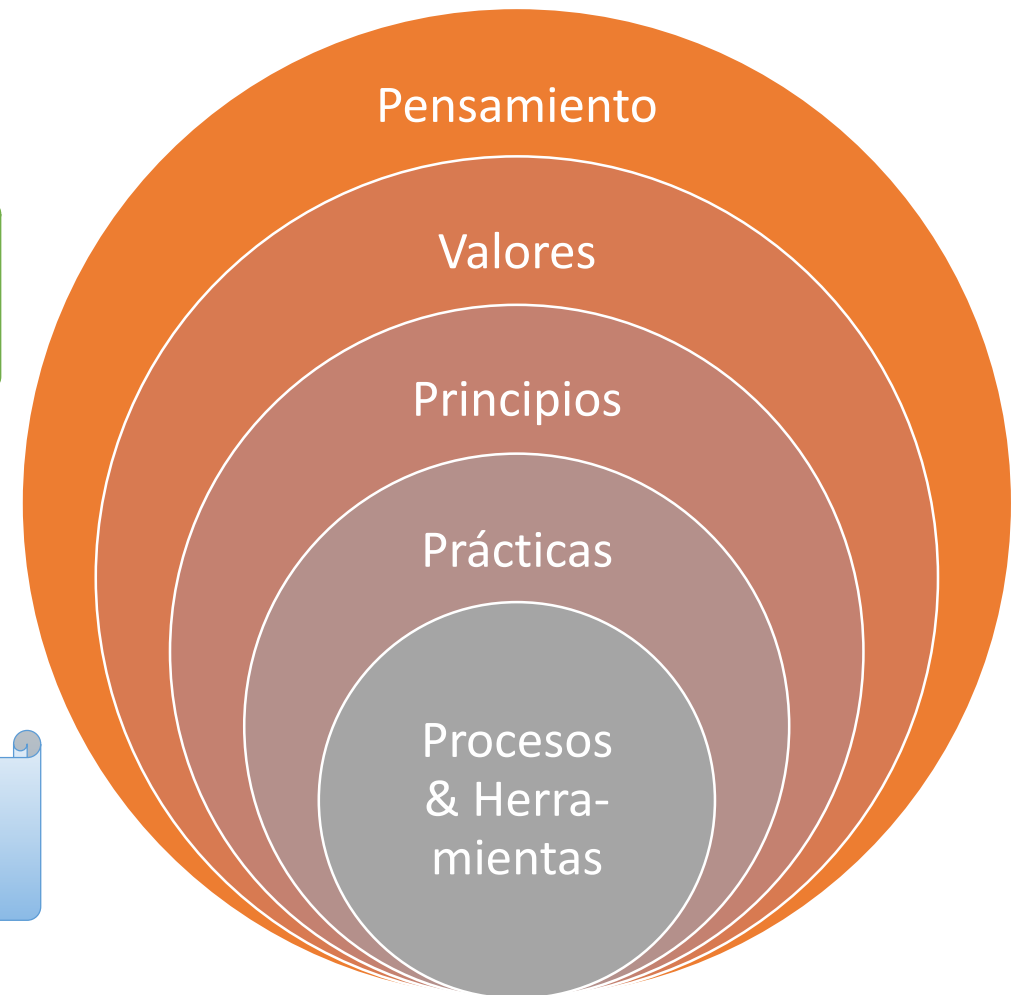 Pensamiento
Valores
Principios
Prácticas
Procesos
& Herra-
mientas